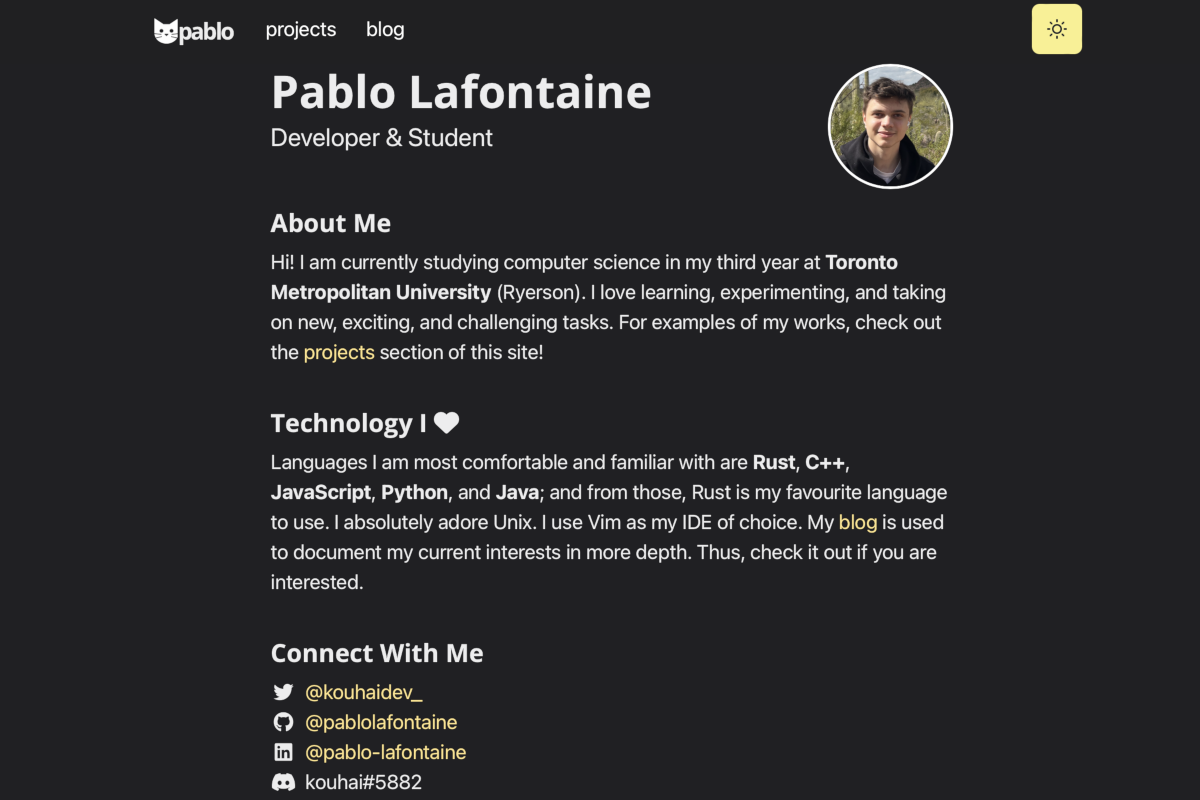 pablo projects blog
Pablo Lafontaine
Developer & Student
About Me
Hi! I am currently studying computer science in my third year at Toronto
Metropolitan University (Ryerson). I love learning, experimenting, and taking
on new, exciting, and challenging tasks. For examples of my works, check out
the projects section of this site!
Technology I
Languages I am most comfortable and familiar with are Rust, C++,
JavaScript, Python, and Java; and from those, Rust is my favourite language
to use. I absolutely adore Unix. I use Vim as my IDE of choice. My blog is used
to document my current interests in more depth. Thus, check it out if you are
interested.
Connect With Me
@kouhaidev_
@pablolafontaine
in @pablo-lafontaine
kouhai#5882